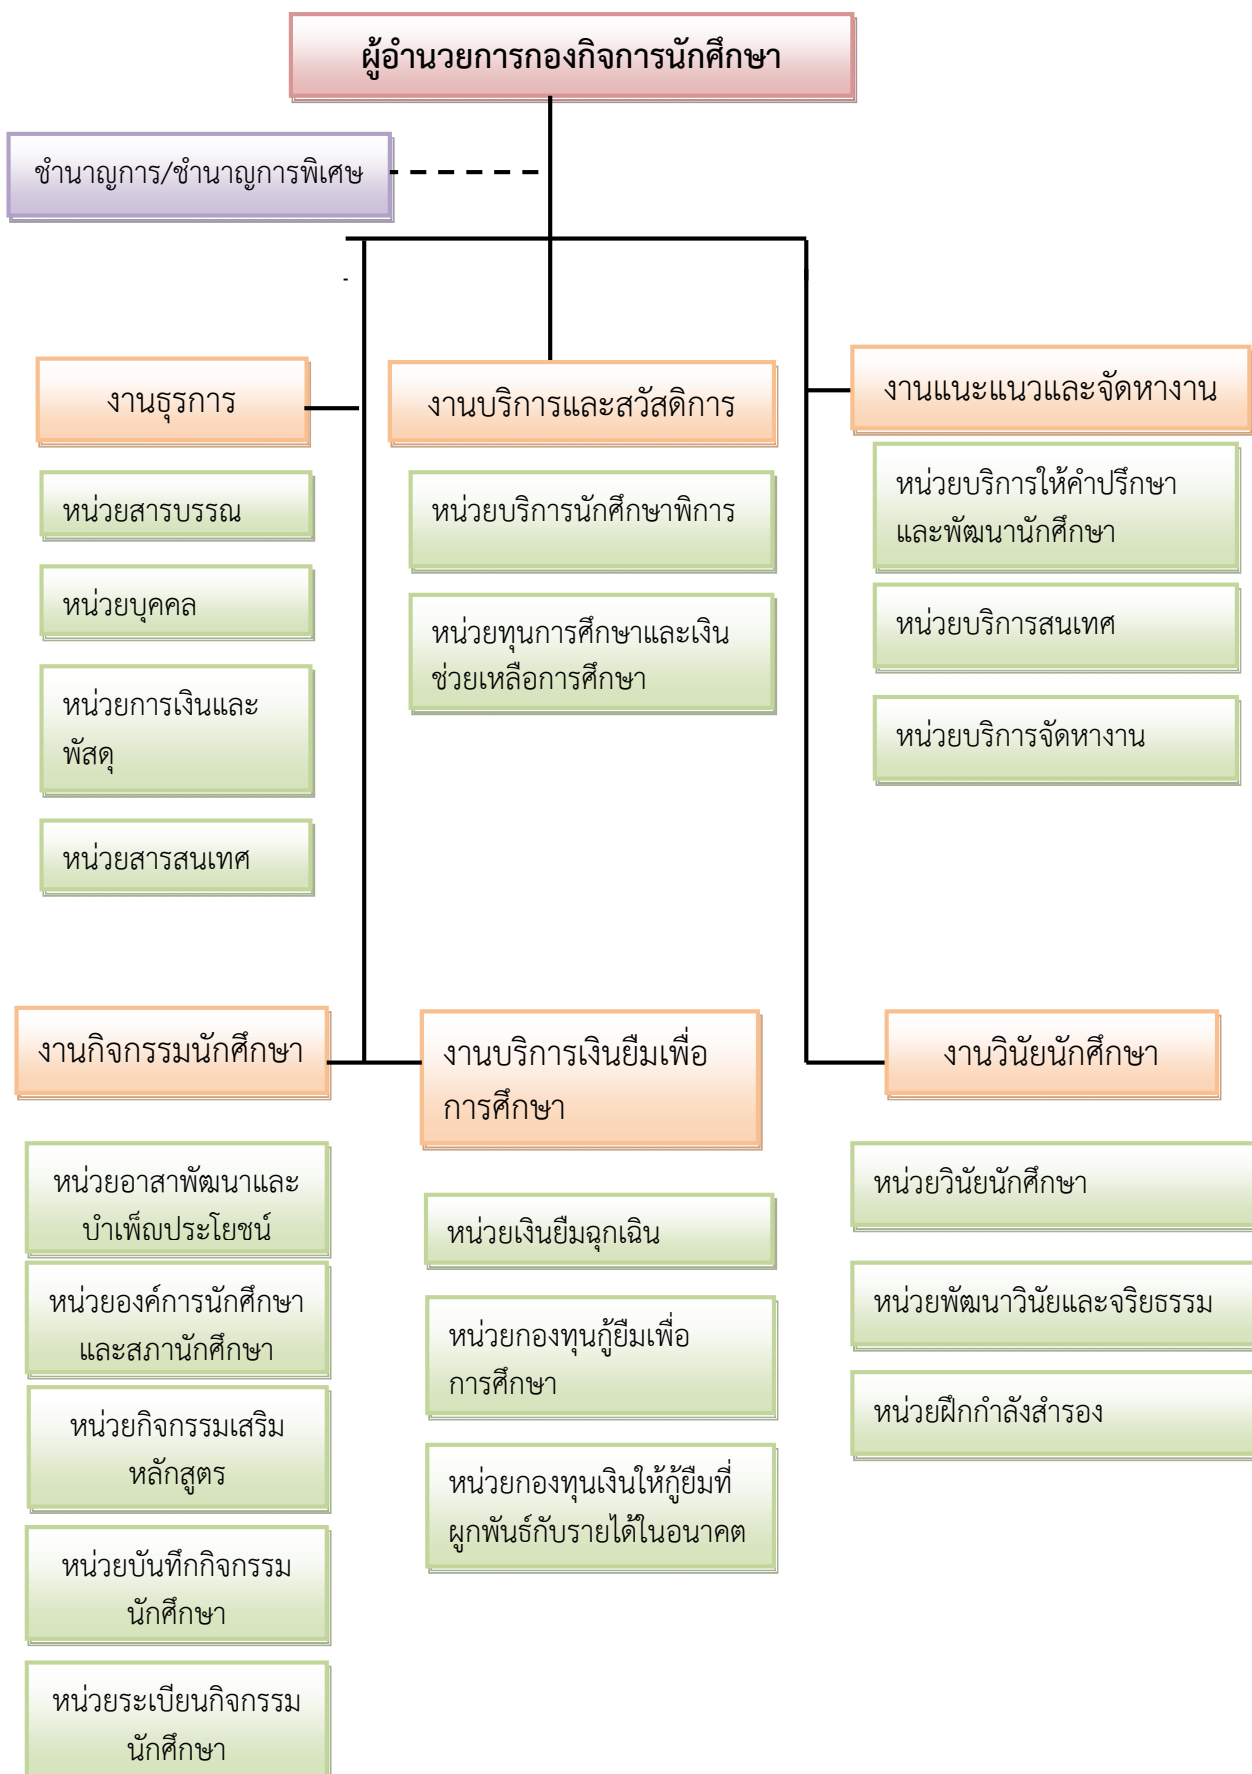 ผู้อำนวยการกองกิจการนักศึกษา
ชำนาญการ/ชำนาญการพิเศษ
-
งานธุรการ
หน่วยสารบรรณ
หน่วยบุคคล
หน่วยการเงินและ
พัสดุ
หน่วยสารสนเทศ
งานบริการและสวัสดิการ
หน่วยบริการนักศึกษาพิการ
หน่วยทุนการศึกษาและเงิน
ช่วยเหลือการศึกษา
งานแนะแนวและจัดหางาน
หน่วยบริการให้คำปรึกษา
และพัฒนานักศึกษา
หน่วยบริการสนเทศ
หน่วยบริการจัดหางาน
งานกิจกรรมนักศึกษา
หน่วยอาสาพัฒนาและ
บำเพ็ญประโยชน์
หน่วยองค์การนักศึกษา
และสภานักศึกษา
หน่วยกิจกรรมเสริม
หลักสูตร
หน่วยบันทึกกิจกรรม
นักศึกษา
หน่วยระเบียนกิจกรรม
นักศึกษา
งานบริการเงินยืมเพื่อ
การศึกษา
หน่วยเงินยืมฉุกเฉิน
หน่วยกองทุนกู้ยืมเพื่อ
การศึกษา
หน่วยกองทุนเงินให้กู้ยืมที่
ผูกพันธ์กับรายได้ในอนาคต
งานวินัยนักศึกษา
หน่วยวินัยนักศึกษา
หน่วยพัฒนาวินัยและจริยธรรม
หน่วยฝึกกำลังสำรอง